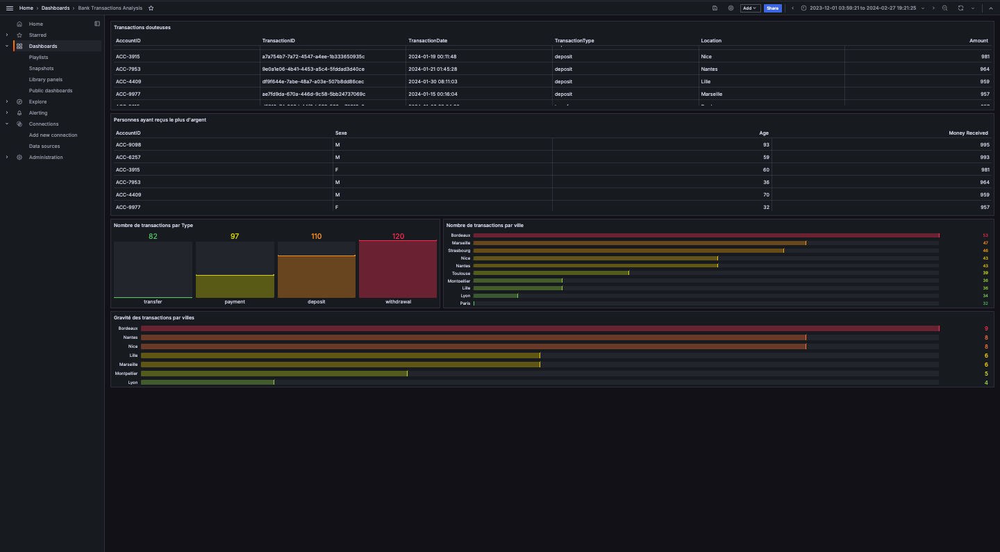 Home › Dashboards › Bank Transactions Analysis
Add
Share
2023-12-01 03:59:21 to 2024-02-27 19:21:25
Home
Starred
Dashboards
Playlists
Snapshots
Library panels
Public dashboards
Explore
Alerting
Connections
Add new connection
Data sources
Administration
Transactions douteuses
AccountID TransactionID TransactionDate TransactionType Location Amount
ACC-3915 a7a754b7-7a72-4547-a4ee-1b333650935c 2024-01-19 00:11:48 deposit Nice 981
ACC-7953 9e0a1e06-4b41-4453-a5c4-5fddad3d40ce 2024-01-21 01:45:28 deposit Nantes 964
ACC-4409 df9f644e-7abe-48a7-a03e-507b8dd86cec 2024-01-30 08:11:03 deposit Lille 959
ACC-9977 ae7fd9da-670a-446d-9c58-5bb24737069c 2024-01-15 00:16:04 deposit Marseille 957
Personnes ayant reçus le plus d'argent
AccountID Sexe Age Money Received
ACC-9098 M 93 995
ACC-6257 M 59 993
ACC-3915 F 60 981
ACC-7953 M 36 964
ACC-4409 M 70 959
ACC-9977 F 32 957
Nombre de transactions par Type
82 97 110 120
transfer payment deposit withdrawal
Nombre de transactions par ville
Bordeaux 53
Marseille 47
Strasbourg 46
Nice 43
Nantes 43
Toulouse 39
Montpellier 36
Lille 36
Lyon 34
Paris 32
Gravité des transactions par villes
Bordeaux 9
Nantes 8
Nice 8
Lille 6
Marseille 6
Montpellier 5
Lyon 4